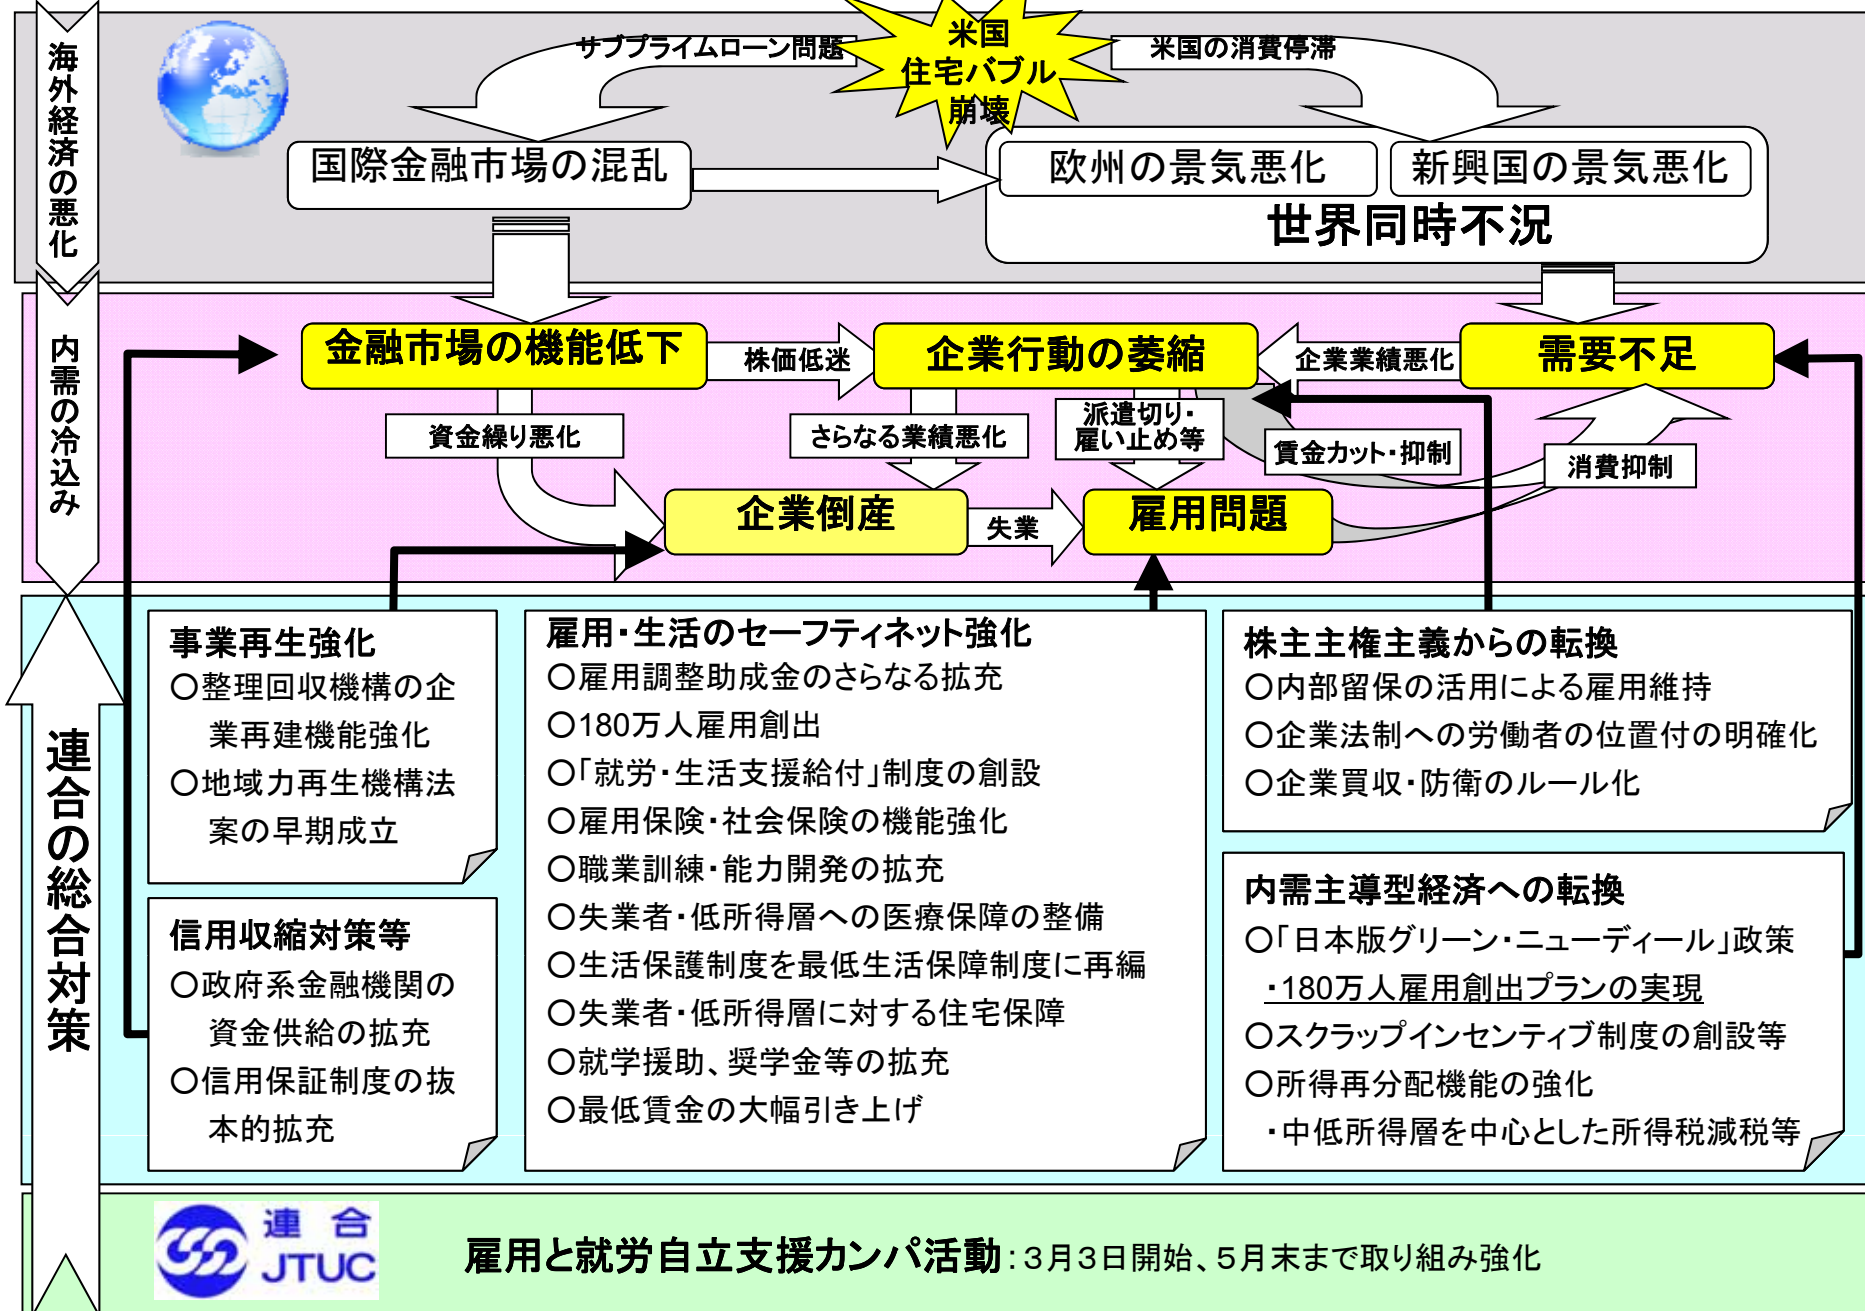 海外経済の悪化
サブプライムローン問題
米国
住宅バブル
崩壊
米国の消費停滞
国際金融市場の混乱
欧州の景気悪化
新興国の景気悪化
世界同時不況
内需の冷込み
金融市場の機能低下
株価低迷
企業行動の萎縮
企業業績悪化
需要不足
資金繰り悪化
さらなる業績悪化
派遣切り・
雇い止め等
賃金カット・抑制
消費抑制
企業倒産
失業
雇用問題
連合の総合対策
事業再生強化
○整理回収機構の企
業再建機能強化
○地域力再生機構法
案の早期成立
信用収縮対策等
○政府系金融機関の
資金供給の拡充
○信用保証制度の抜
本的拡充
雇用・生活のセーフティネット強化
○雇用調整助成金のさらなる拡充
○180万人雇用創出
○「就労・生活支援給付」制度の創設
○雇用保険・社会保険の機能強化
○職業訓練・能力開発の拡充
○失業者・低所得層への医療保障の整備
○生活保護制度を最低生活保障制度に再編
○失業者・低所得層に対する住宅保障
○就学援助、奨学金等の拡充
○最低賃金の大幅引き上げ
株主主権主義からの転換
○内部留保の活用による雇用維持
○企業法制への労働者の位置付の明確化
○企業買収・防衛のルール化
内需主導型経済への転換
○「日本版グリーン・ニューディール」政策
・180万人雇用創出プランの実現
○スクラップインセンティブ制度の創設等
○所得再分配機能の強化
・中低所得層を中心とした所得税減税等
連合
JTUC
雇用と就労自立支援カンパ活動:3月3日開始、5月末まで取り組み強化